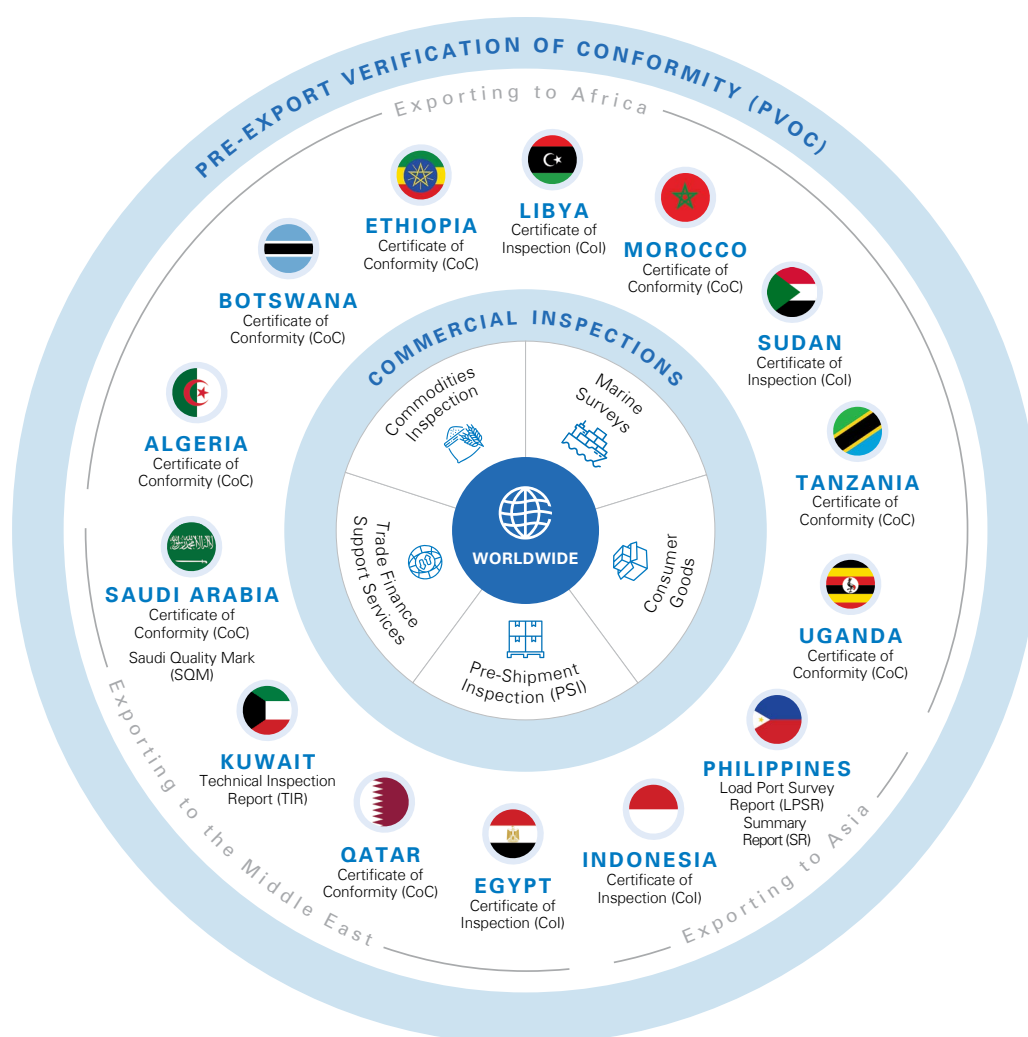 PRE-EXPORT VERIFICATION OF CONFORMITY (PVOC)
Exporting to Africa
ALGERIA
Certificate of
Conformity (CoC)
BOTSWANA
Certificate of
Conformity (CoC)
ETHIOPIA
Certificate of
Conformity (CoC)
LIBYA
Certificate of
Inspection (CoI)
MOROCCO
Certificate of
Conformity (CoC)
SUDAN
Certificate of
Inspection (CoI)
TANZANIA
Certificate of
Conformity (CoC)
UGANDA
Certificate of
Conformity (CoC)
Exporting to Asia
PHILIPPINES
Load Port Survey
Report (LPSR)
Summary
Report (SR)
INDONESIA
Certificate of
Inspection (CoI)
Exporting to the Middle East
EGYPT
Certificate of
Inspection (CoI)
QATAR
Certificate of
Conformity (CoC)
KUWAIT
Technical Inspection
Report (TIR)
SAUDI ARABIA
Certificate of
Conformity (CoC)
Saudi Quality Mark
(SQM)
COMMERCIAL INSPECTIONS
Commodities
Inspection
Marine
Surveys
Consumer
Goods
Pre-Shipment
Inspection (PSI)
Trade Finance
Support Services
WORLDWIDE